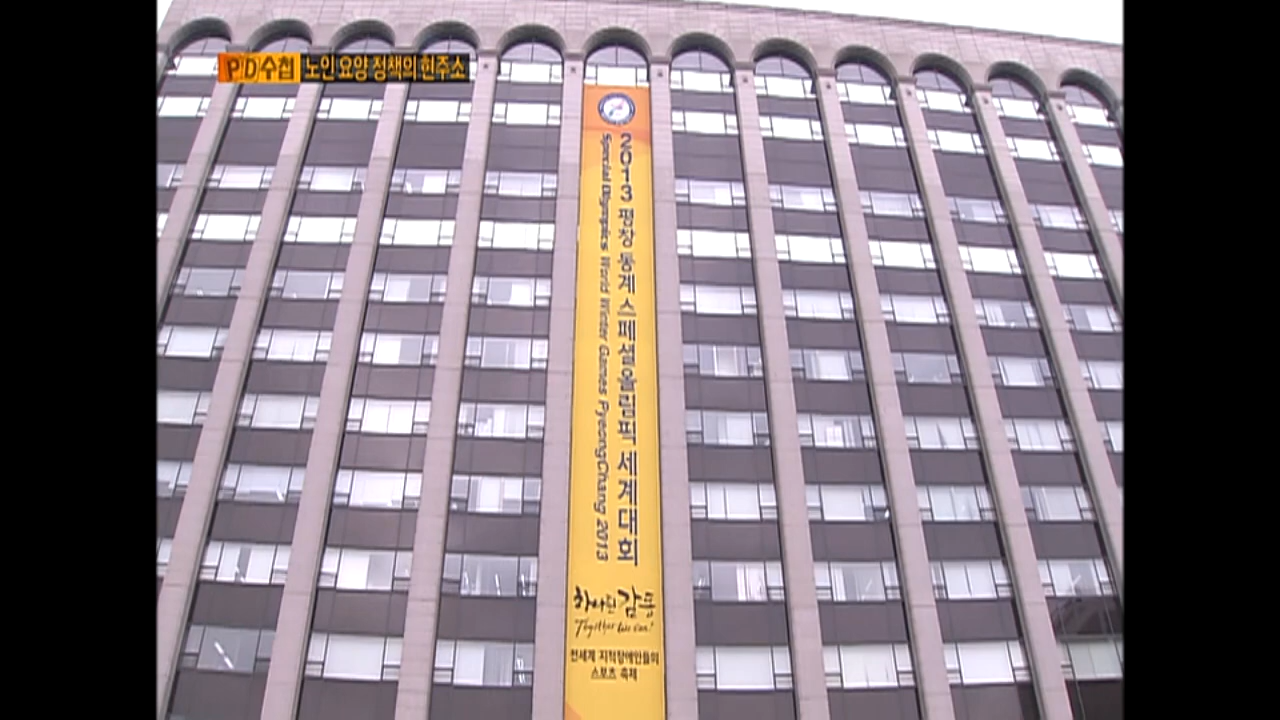 PD수첩 노인 요양 정책의 현주소
2013 평창 동계 스페셜올림픽 세계대회
Special Olympics World Winter Games PyeongChang 2013
하나된 감동
"Together we can!"
전세계 지적장애인들의
스포츠 축제